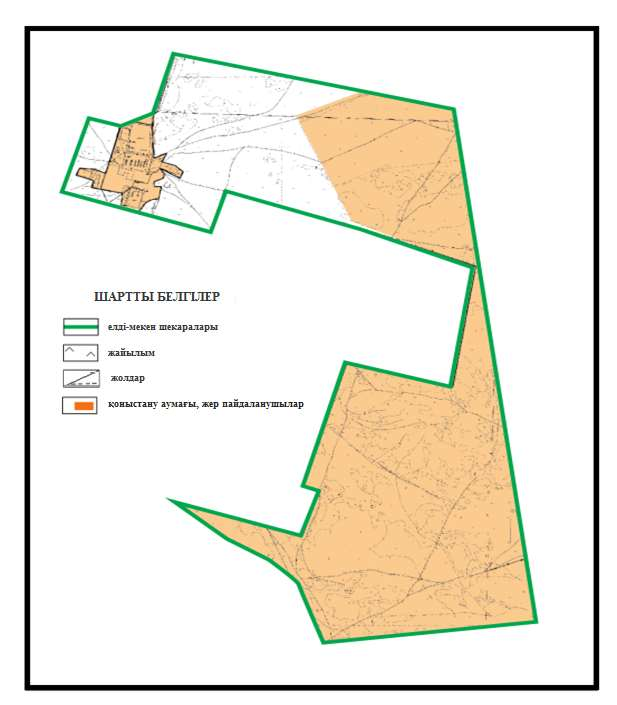 ШАРТТЫ БЕЛГІЛЕР
елді-мекен шекаралары
жайылым
жолдар
қоныстану аумағы, жер пайдаланушылар